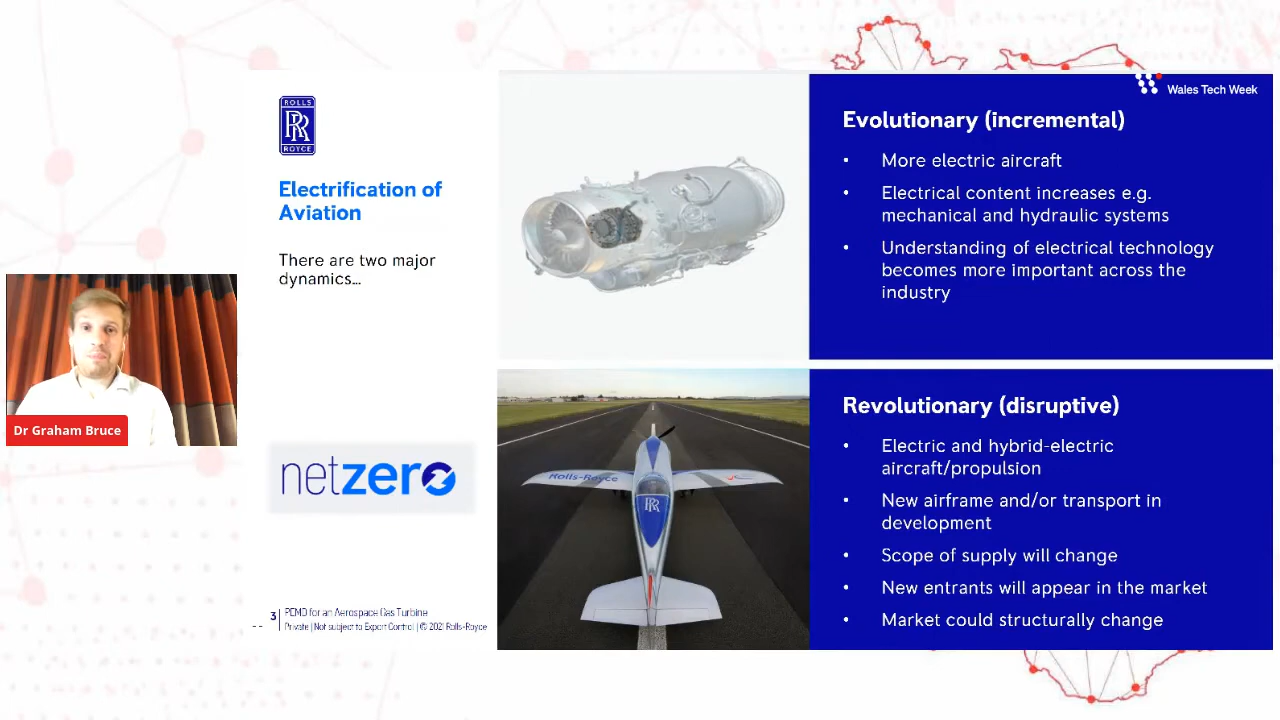 ROLLS
RR
ROYCE
Electrification of
Aviation
There are two major
dynamics...
netzero
3
PEMD for an Aerospace Gas Turbine
Private | Not subject to Export Control | © 2021 Rolls-Royce
Dr Graham Bruce
Wales Tech Week
Evolutionary (incremental)
• More electric aircraft
• Electrical content increases e.g.
mechanical and hydraulic systems
• Understanding of electrical technology
becomes more important across the
industry
Rolls-Royce
RR
Revolutionary (disruptive)
• Electric and hybrid-electric
aircraft/propulsion
• New airframe and/or transport in
development
• Scope of supply will change
• New entrants will appear in the market
• Market could structurally change